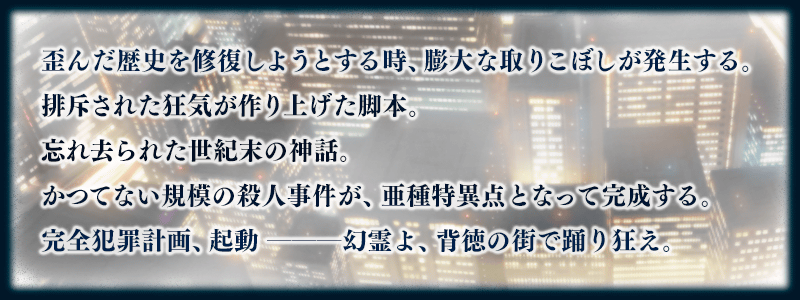 歪んだ歴史を修復しようとする時、膨大な取りこぼしが発生する。
排斥された狂気が作り上げた脚本。
忘れ去られた世紀末の神話。
かつてない規模の殺人事件が、亜種特異点となって完成する。
完全犯罪計画、起動 ―――幻霊よ、背徳の街で踊り狂え。